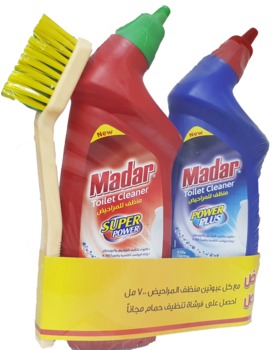 New
Madar
Toilet Cleaner
منظف للمراحيض
SUPER
POWER
New
Madar
Toilet Cleaner
منظف للمراحيض
POWER
PLUS
مع كل عبوتين منظف المراحيض ٧٠٠ مل
احصل على فرشاة تنظيف حمام مجاناً